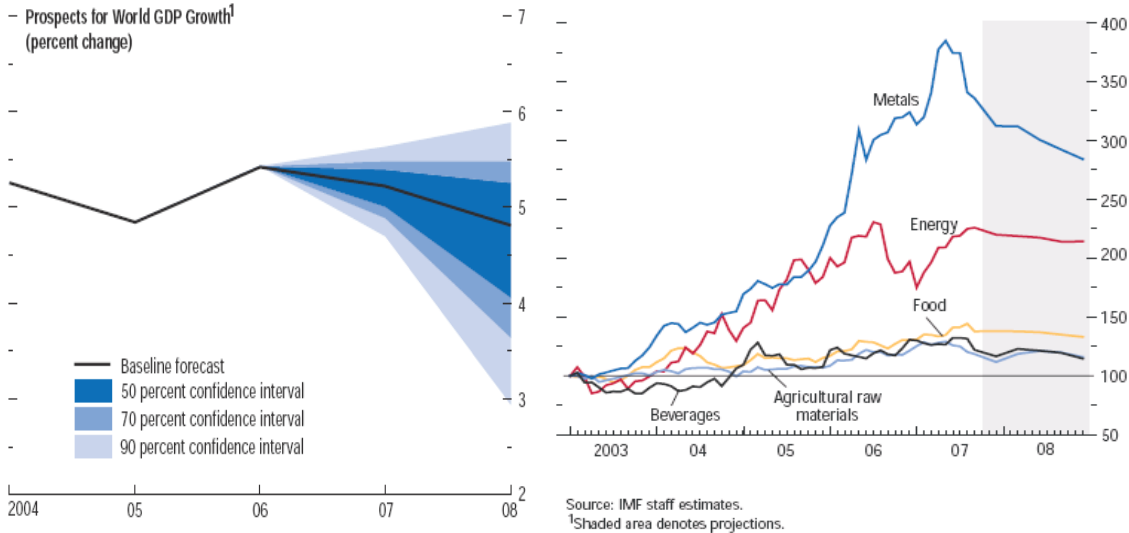 Prospects for World GDP Growth1
(percent change)
7
6
5
4
3
2
Baseline forecast
50 percent confidence interval
70 percent confidence interval
90 percent confidence interval
2004 05 06 07 08
400
350
300
250
200
150
100
50
Metals
Energy
Food
Beverages
Agricultural raw
materials
2003 04 05 06 07 08
Source: IMF staff estimates.
1Shaded area denotes projections.